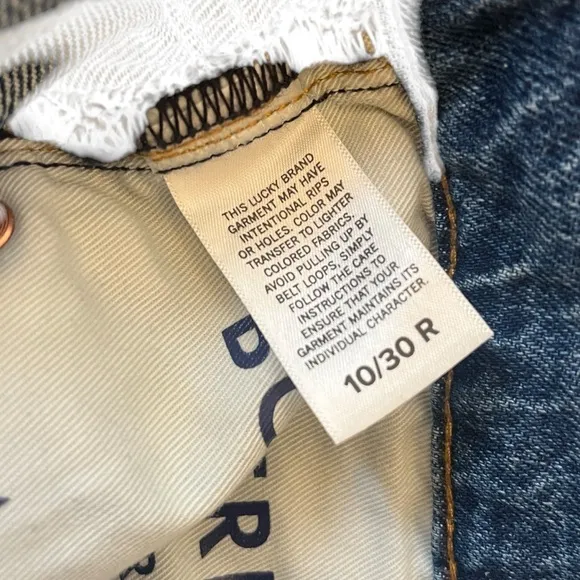 THIS LUCKY BRAND
GARMENT MAY HAVE
INTENTIONAL RIPS
OR HOLES. COLOR MAY
TRANSFER TO LIGHTER
COLORED FABRICS.
AVOID PULLING UP BY
BELT LOOPS, SIMPLY
FOLLOW THE CARE
INSTRUCTIONS TO
ENSURE THAT YOUR
GARMENT MAINTAINS ITS
INDIVIDUAL CHARACTER.
10/30 R